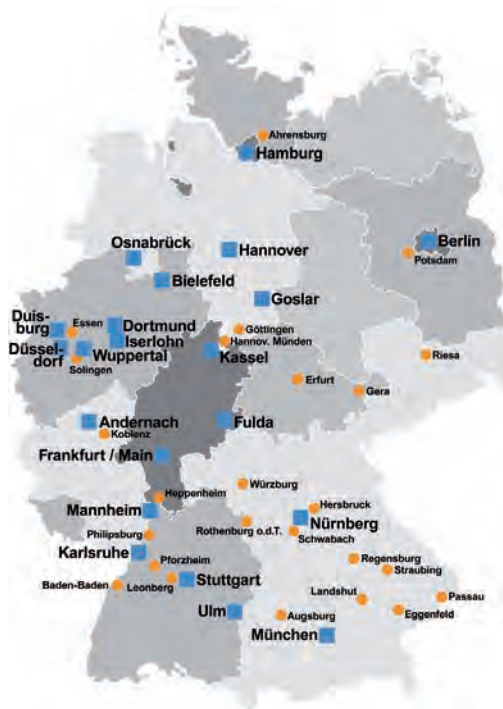 Ahrensburg
Hamburg
Osnabrück
Hannover
Berlin
Potsdam
Bielefeld
Goslar
Duis-
burg
Essen
Dortmund
Iserlohn
Göttingen
Hannov. Münden
Düssel-
dorf
Wuppertal
Kassel
Riesa
Solingen
Erfurt
Gera
Andernach
Koblenz
Fulda
Frankfurt / Main
Heppenheim
Würzburg
Mannheim
Hersbruck
Nürnberg
Rothenburg o.d.T.
Schwabach
Philipsburg
Karlsruhe
Pforzheim
Regensburg
Straubing
Baden-Baden
Leonberg
Stuttgart
Landshut
Passau
Ulm
Augsburg
Eggenfeld
München